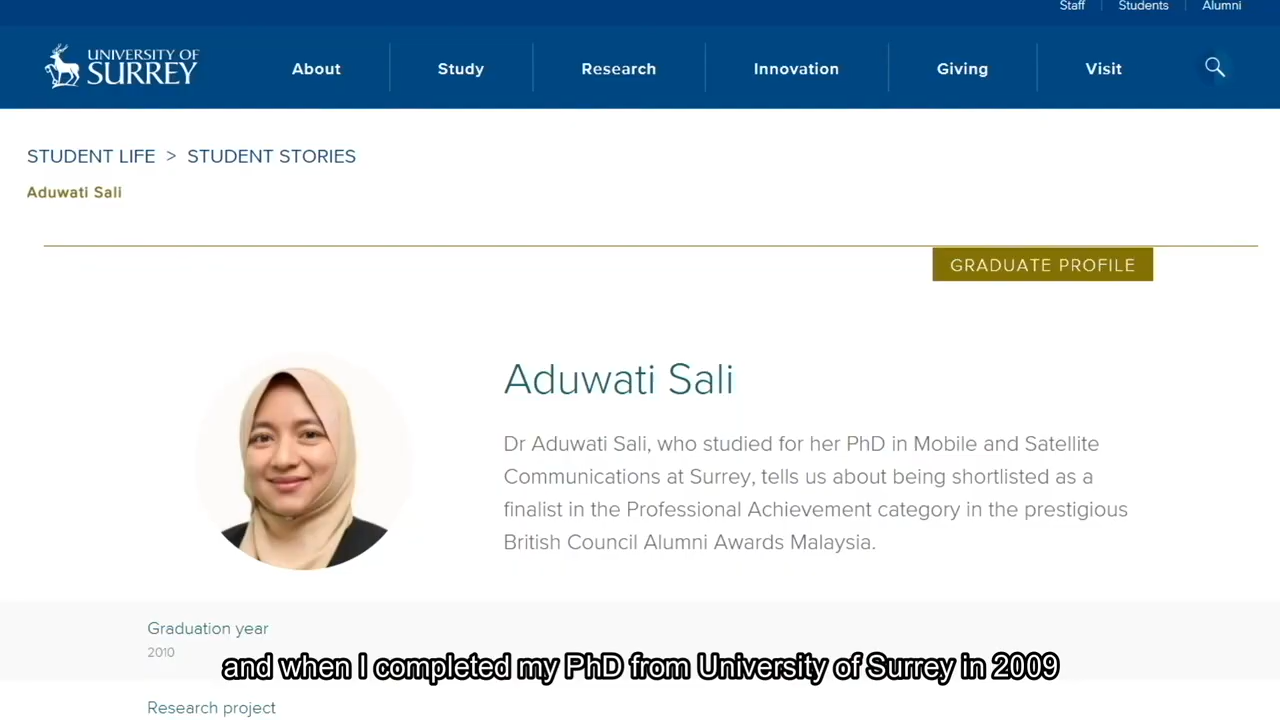 Staff
Students
Alumni
UNIVERSITY OF
SURREY
About
Study
Research
Innovation
Giving
Visit
STUDENT LIFE > STUDENT STORIES
Aduwati Sali
GRADUATE PROFILE
Aduwati Sali
Dr Aduwati Sali, who studied for her PhD in Mobile and Satellite
Communications at Surrey, tells us about being shortlisted as a
finalist in the Professional Achievement category in the prestigious
British Council Alumni Awards Malaysia.
Graduation year
2010
and when I completed my PhD from University of Surrey in 2009
Research project